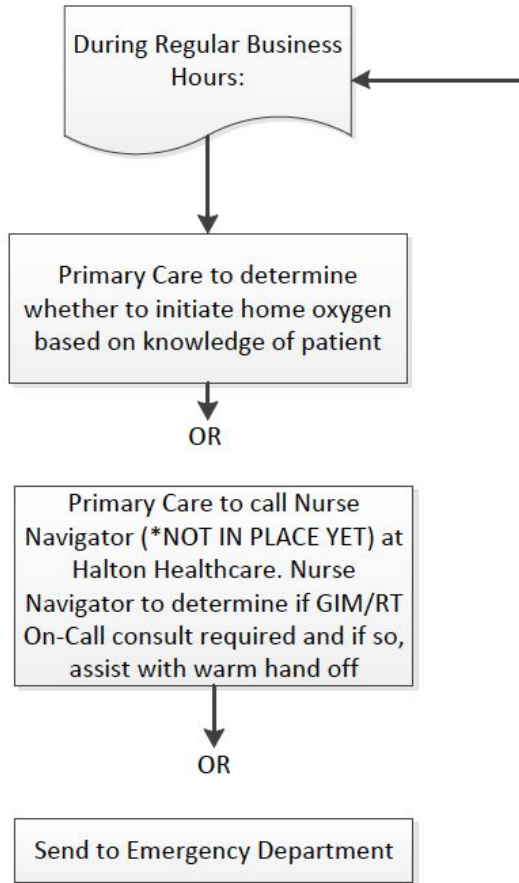 During Regular Business
Hours:
Primary Care to determine
whether to initiate home oxygen
based on knowledge of patient
OR
Primary Care to call Nurse
Navigator (*NOT IN PLACE YET) at
Halton Healthcare. Nurse
Navigator to determine if GIM/RT
On-Call consult required and if so,
assist with warm hand off
OR
Send to Emergency Department